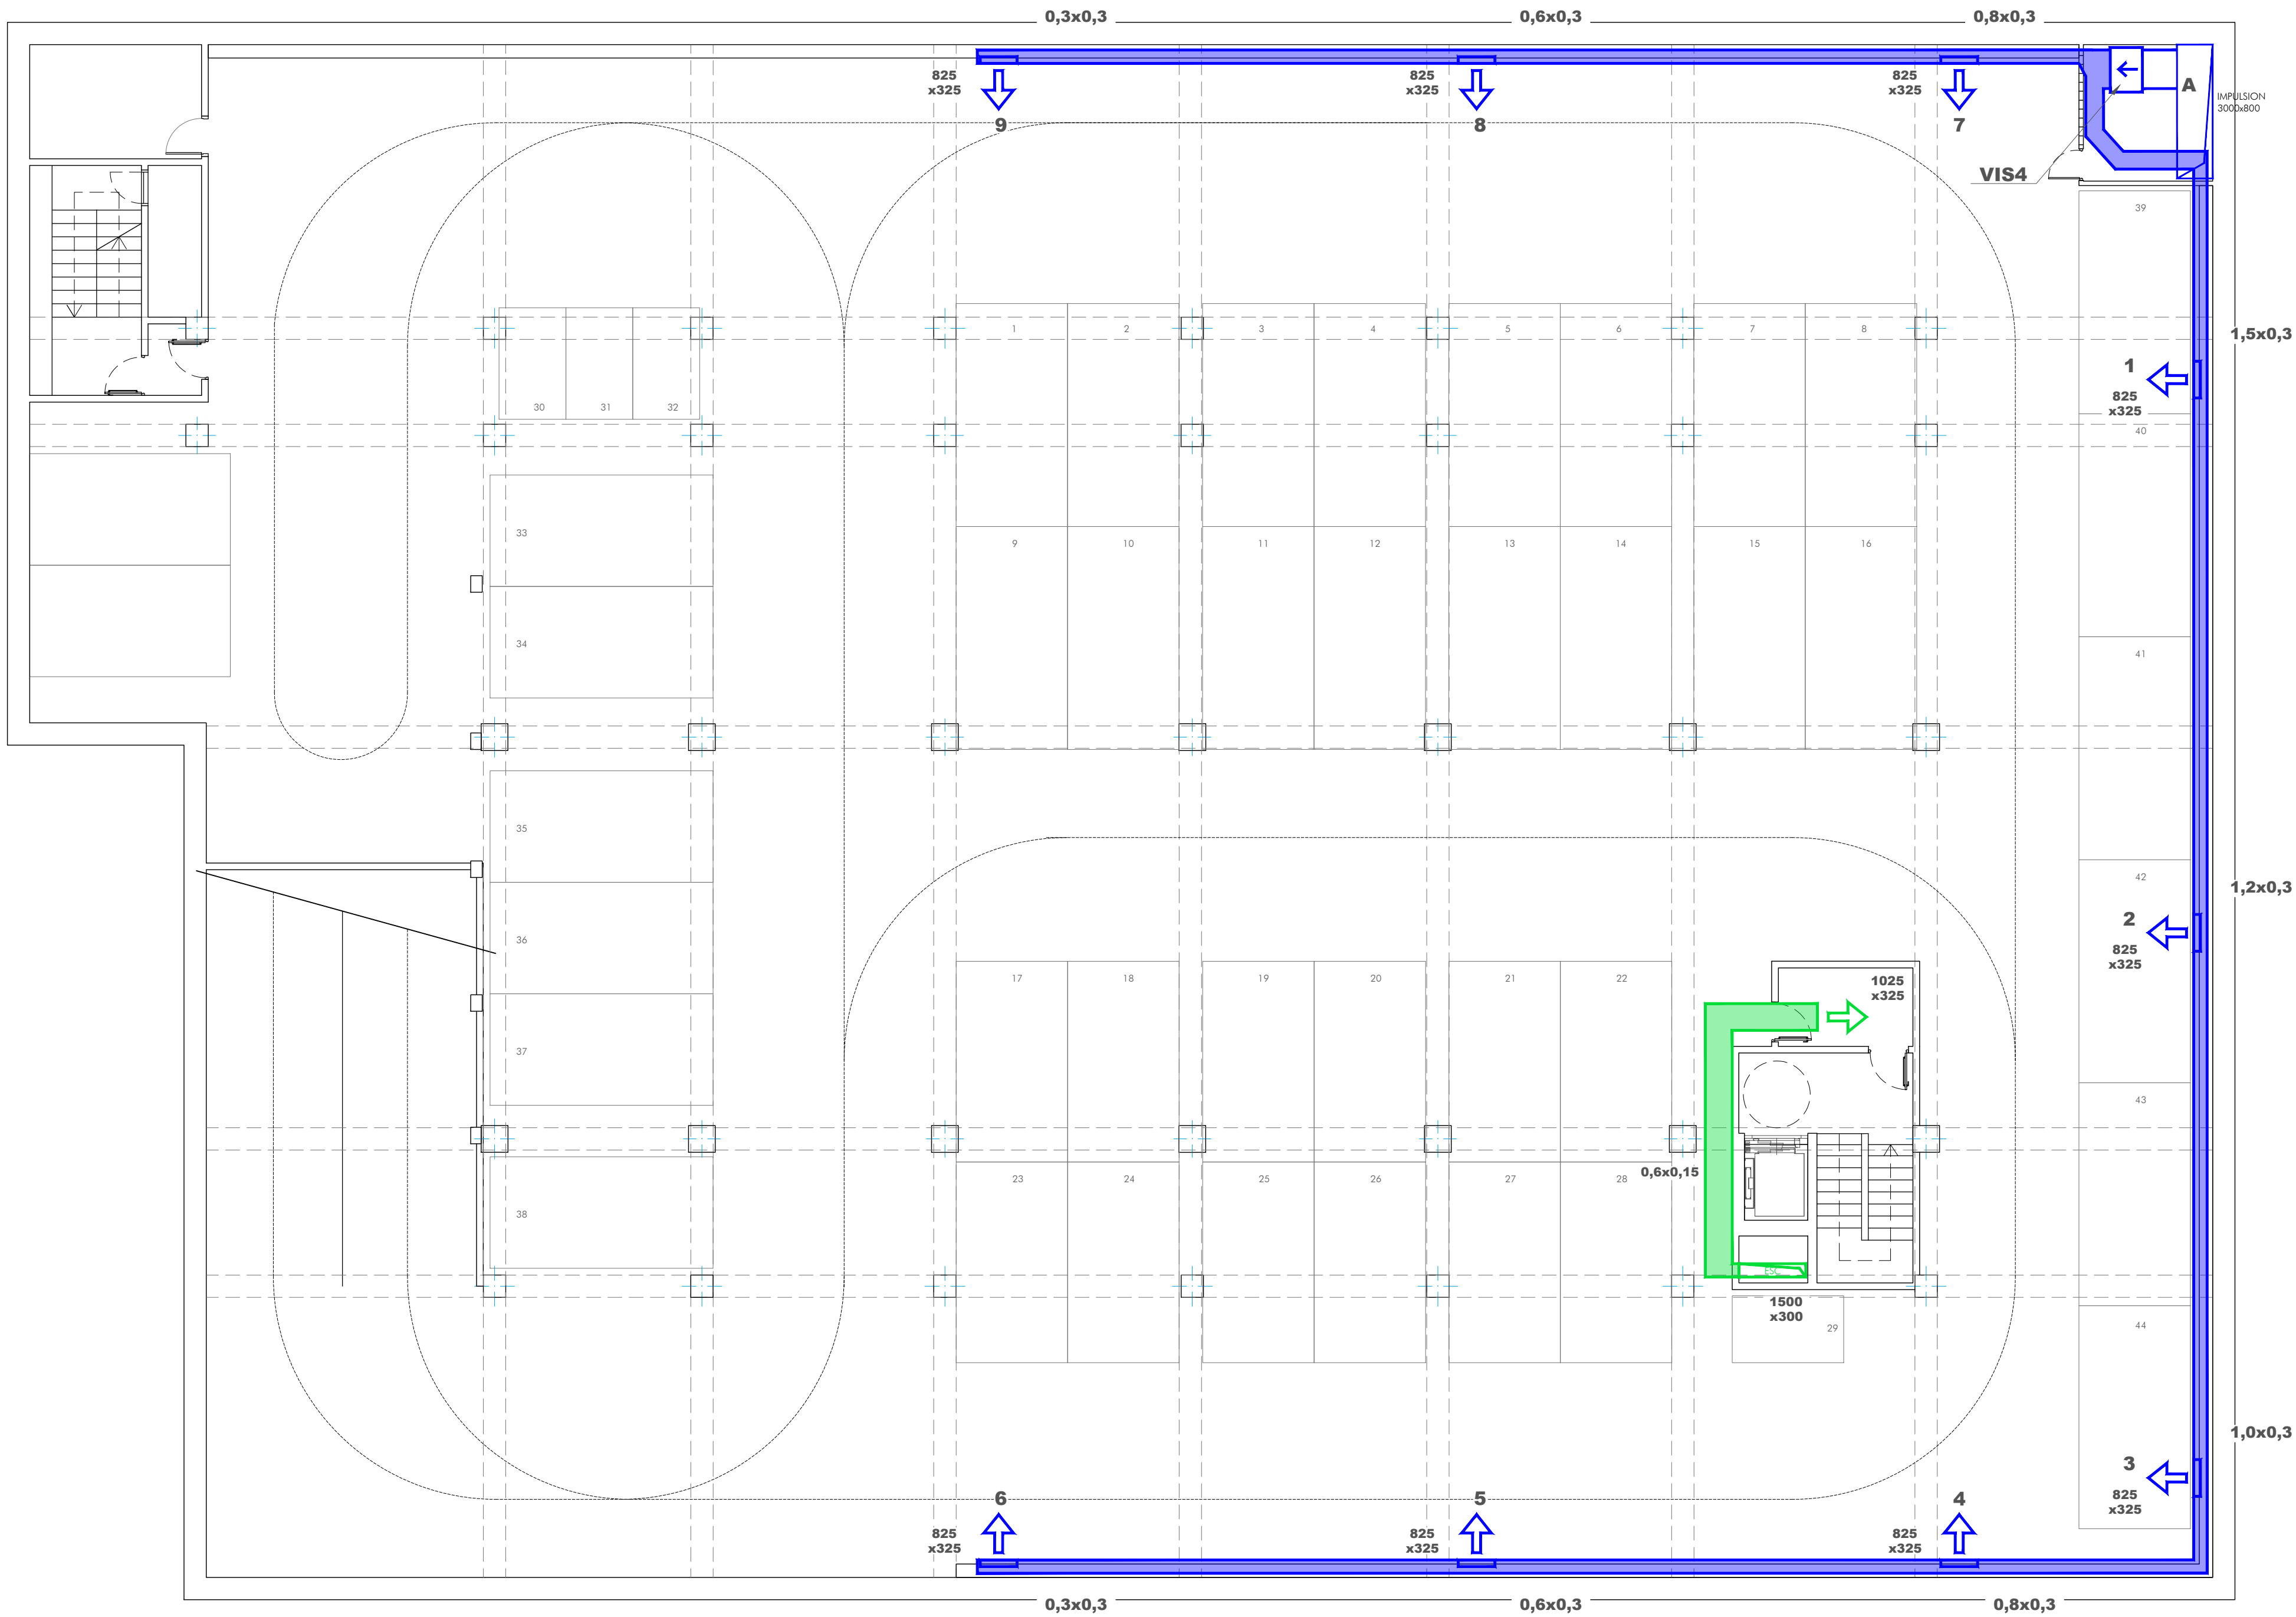 0,3x0,3
0,6x0,3
0,8x0,3
825
x325
825
x325
825
x325
A
IMPULSION
3000x800
9
8
7
VIS4
39
1
2
3
4
5
6
7
8
1,5x0,3
1
825
x325
30
31
32
40
33
9
10
11
12
13
14
15
16
34
41
35
42
1,2x0,3
2
825
x325
36
17
18
19
20
21
22
1025
x325
37
43
0,6x0,15
23
24
25
26
27
28
38
ESC
1500
x300
29
44
1,0x0,3
3
825
x325
6
5
4
825
x325
825
x325
825
x325
0,3x0,3
0,6x0,3
0,8x0,3